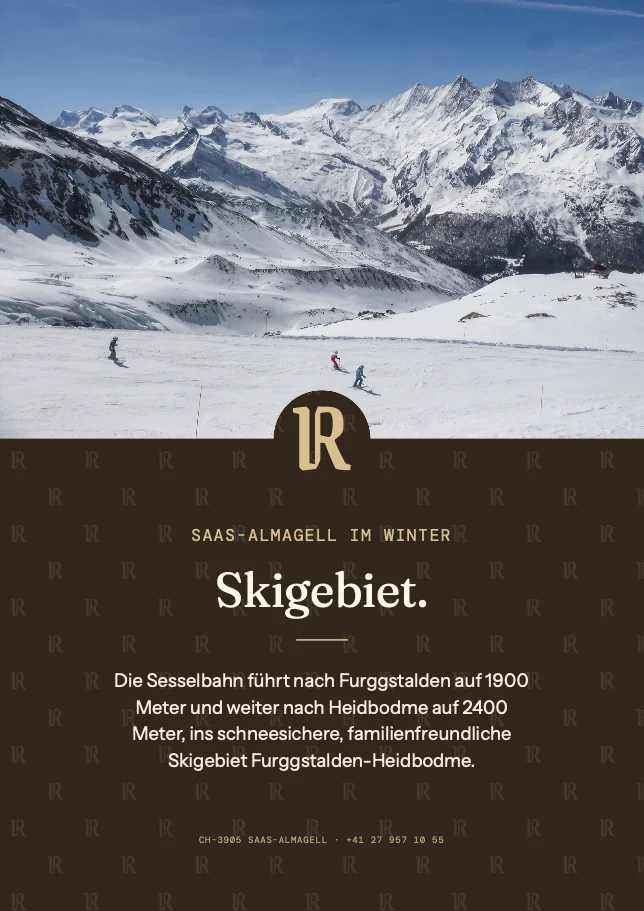 1R
SAAS-ALMAGELL IM WINTER
Skigebiet.
Die Sesselbahn führt nach Furggstalden auf 1900
Meter und weiter nach Heidbodme auf 2400
Meter, ins schneesichere, familienfreundliche
Skigebiet Furggstalden-Heidbodme.
CH-3905 SAAS-ALMAGELL · +41 27 957 10 55